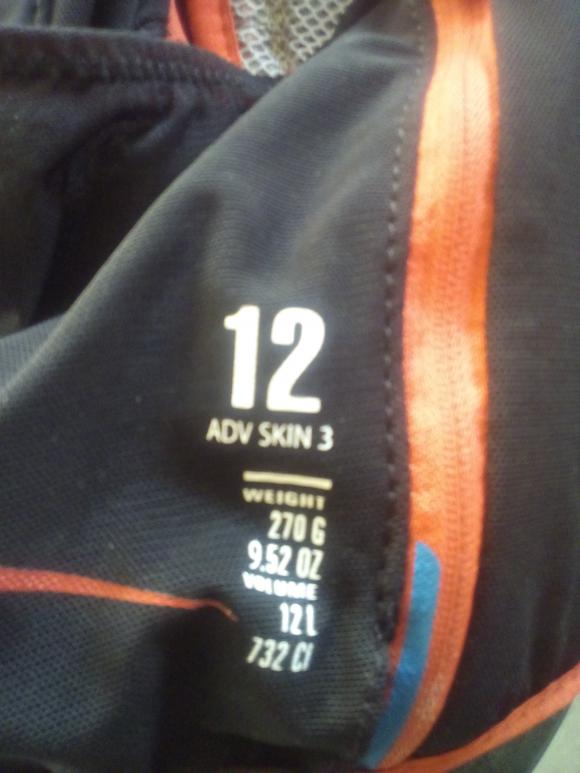 12
ADV SKIN 3
WEIGHT
270 G
9.52 OZ
VOLUME
12 L
732 CI